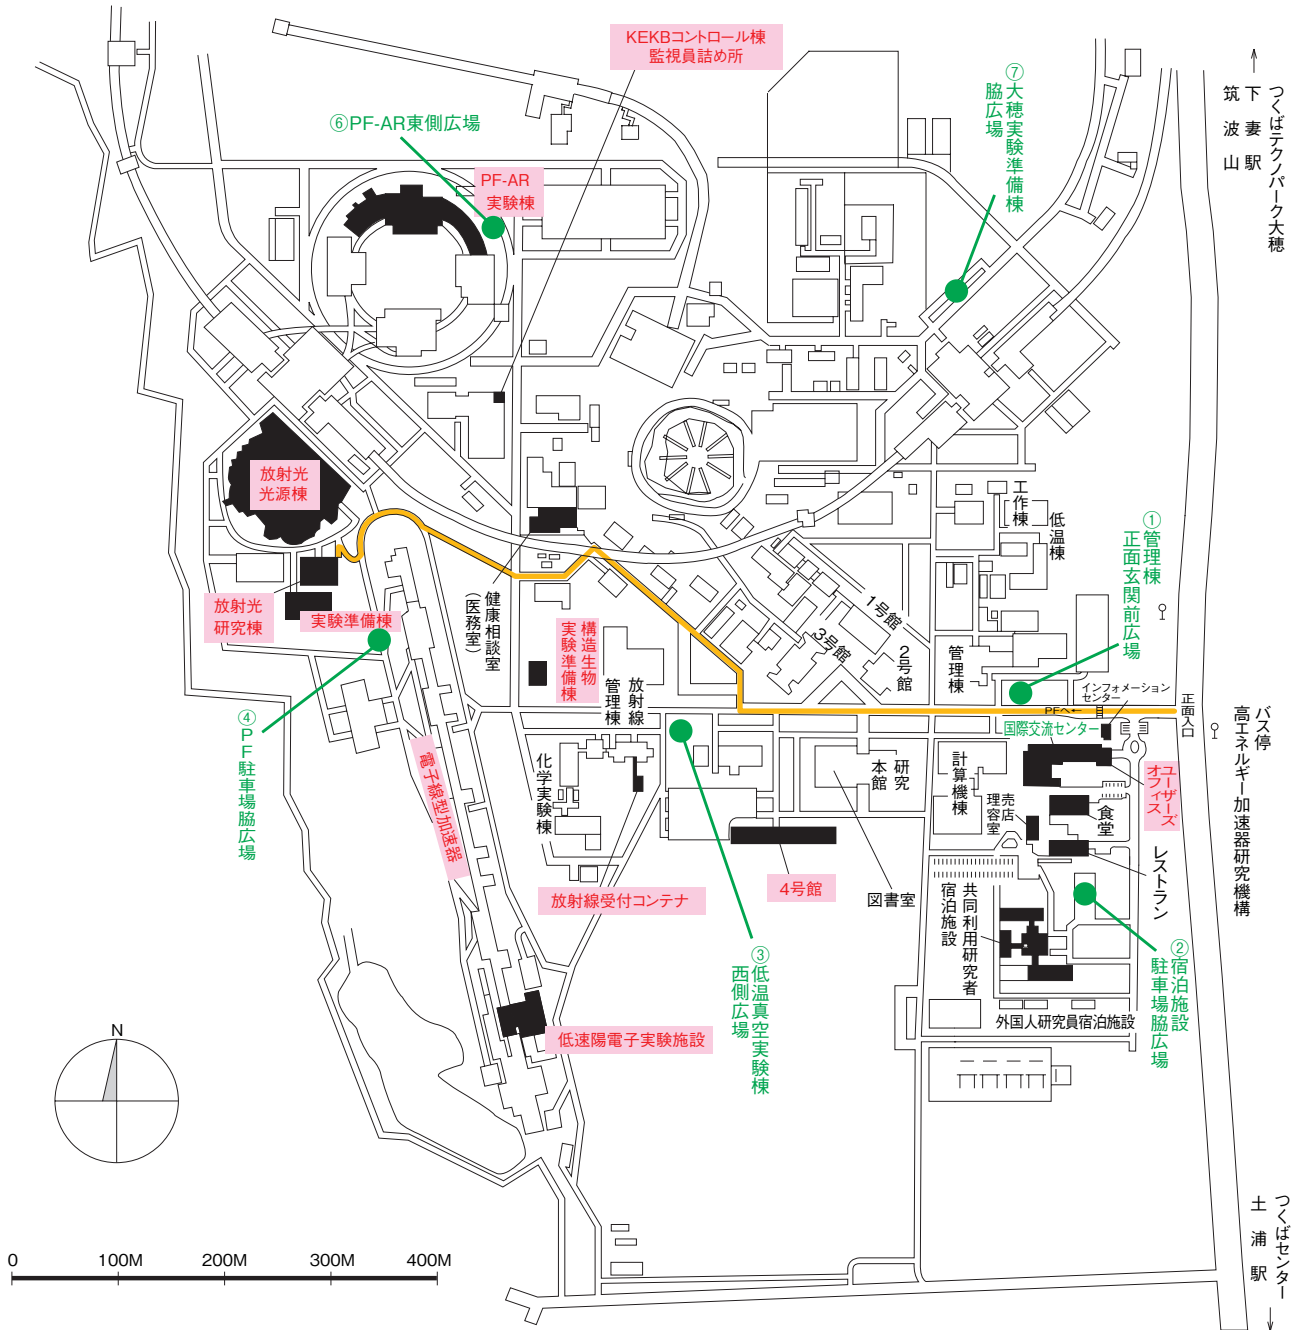 KEKBコントロール棟
監視員詰め所
⑥PF-AR東側広場
PF-AR
実験棟
⑦大穂実験準備棟
脇広場
つくばテクノパーク大穂
下妻駅
筑波山
放射光
光源棟
工作棟
低温棟
①管理棟
正面玄関前広場
放射光
研究棟
実験準備棟
健康相談室
(医務室)
構造生物
実験準備棟
放射線
管理棟
1号館
3号館
2号館
管理棟
インフォメーション
センター
PFへ←
正面入口
国際交流センター
バス停
高エネルギー加速器研究機構
④PF駐車場脇広場
電子線型加速器
化学実験棟
研究
本館
計算機棟
売店
理容室
食堂
ユーザーズ
オフィス
レストラン
放射線受付コンテナ
4号館
図書室
共同利用研究者
宿泊施設
②宿泊施設
駐車場脇広場
③低温真空実験棟
西側広場
外国人研究員宿泊施設
低速陽電子実験施設
N
0 100M 200M 300M 400M
つくばセンター
土浦駅